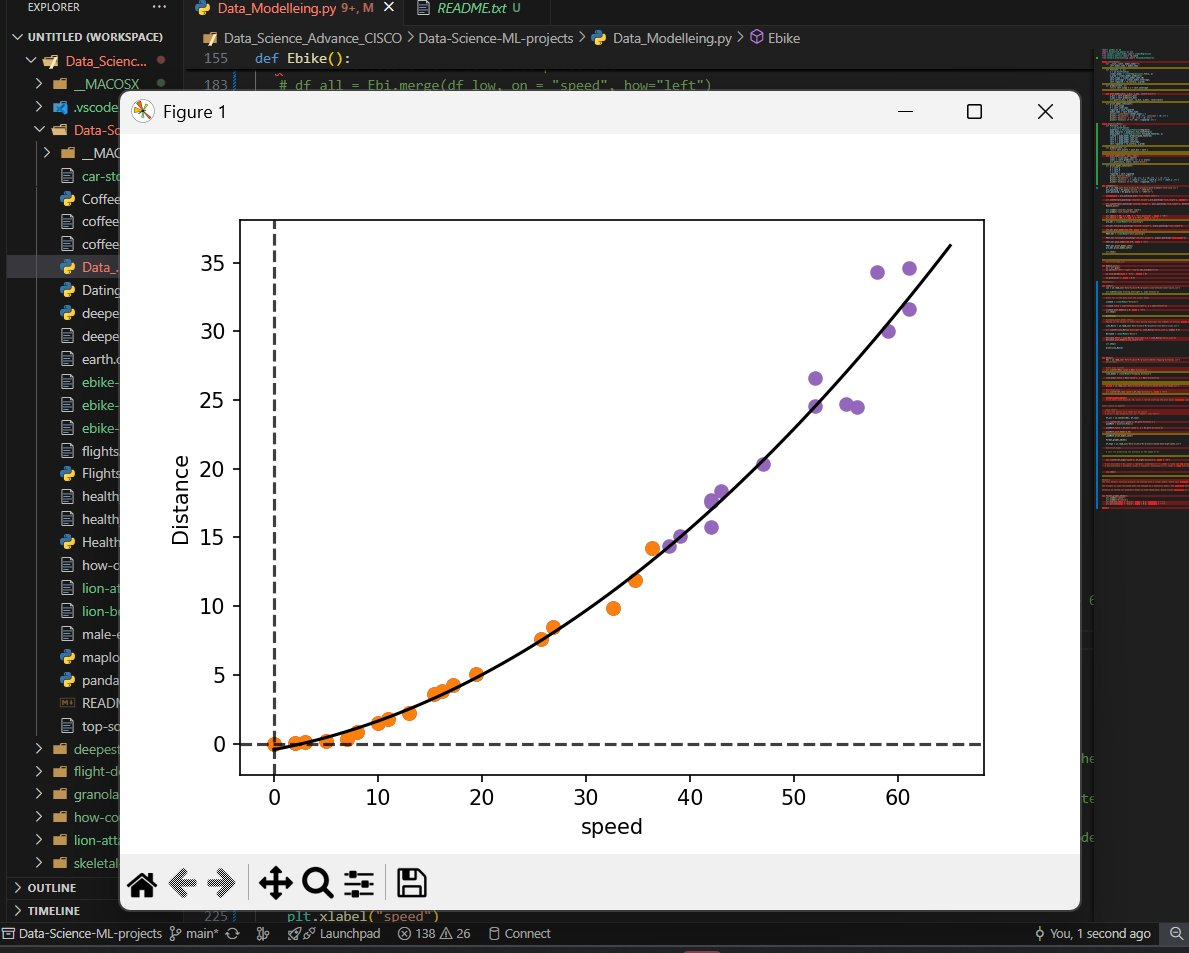 EXPLORER
Data_Modelleing.py 9+, M
README.txt U
UNTITLED (WORKSPACE)
Data_Science_Advance_CISCO > Data-Science-ML-projects > Data_Modelleing.py > Ebike
Data_Scienc...
155 def Ebike():
__MACOSX
183 # df_all = Ebi.merge(df_low, on = "speed", how="left")
.vscode
Figure 1
Data-Sc
__MAC
car-sto
Coffee
coffee
coffee
Data_.
Dating
deepe
deepe
earth.c
ebike-
ebike-
ebike-
flights
Flights
health
health
Health
how-c
lion-at
lion-b
male-e
maplo
panda
READM
top-so
deepest
flight-d
granola
how-co
lion-att
skeletal
35
30
25
20
15
10
5
0
Distance
0 10 20 30 40 50 60
speed
OUTLINE
TIMELINE
225 plt.xlabel("speed")
Data-Science-ML-projects main* Launchpad 138 26 Connect You, 1 second ago